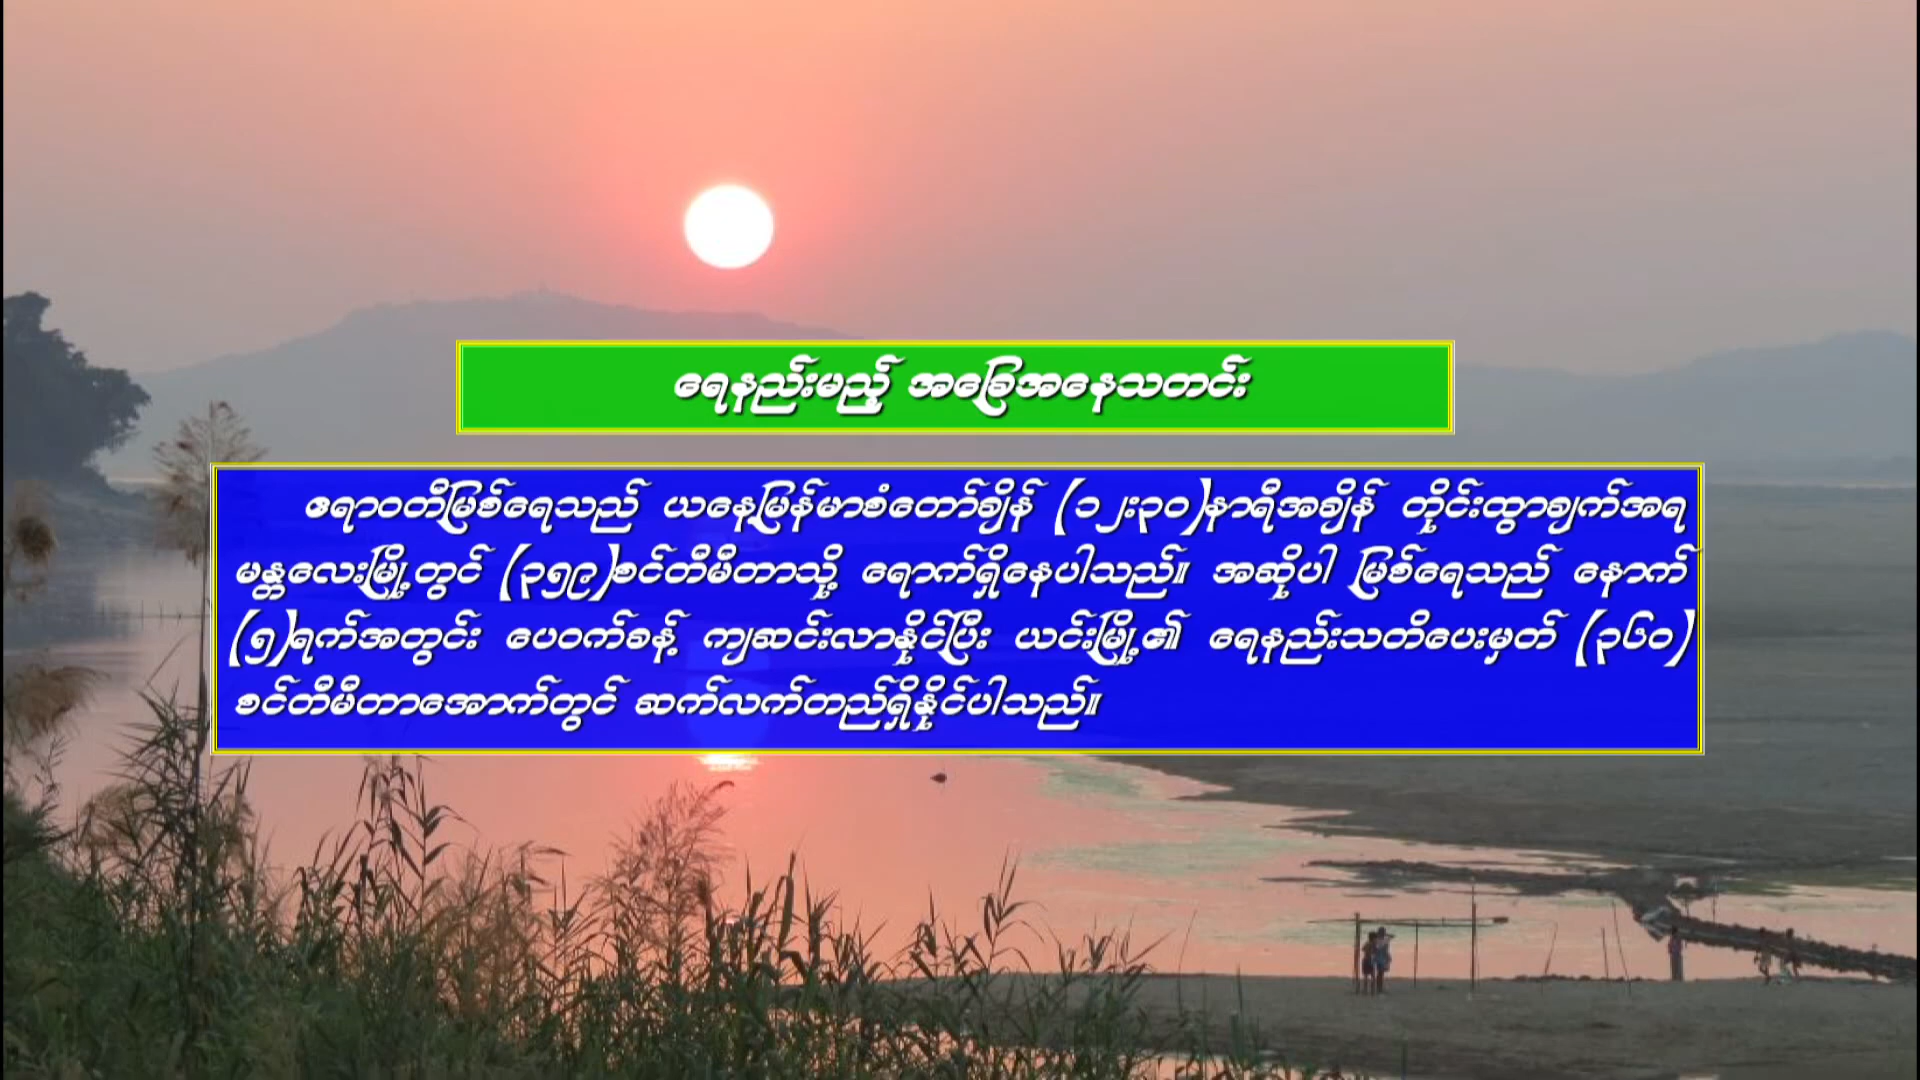 ရေနည်းမည့် အခြေအနေသတင်း
ဧရာဝတီမြစ်ရေသည် ယနေ့မြန်မာစံတော်ချိန် (၁၂း၃၀)နာရီအချိန် တိုင်းထွာချက်အရ
မန္တလေးမြို့တွင် (၃၅၉)စင်တီမီတာသို့ ရောက်ရှိနေပါသည်။ အဆိုပါ မြစ်ရေသည် နောက်
(၅)ရက်အတွင်း ပေဝက်ခန့် ကျဆင်းလာနိုင်ပြီး ယင်းမြို့၏ ရေနည်းသတိပေးမှတ် (၃၆၀)
စင်တီမီတာအောက်တွင် ဆက်လက်တည်ရှိနိုင်ပါသည်။